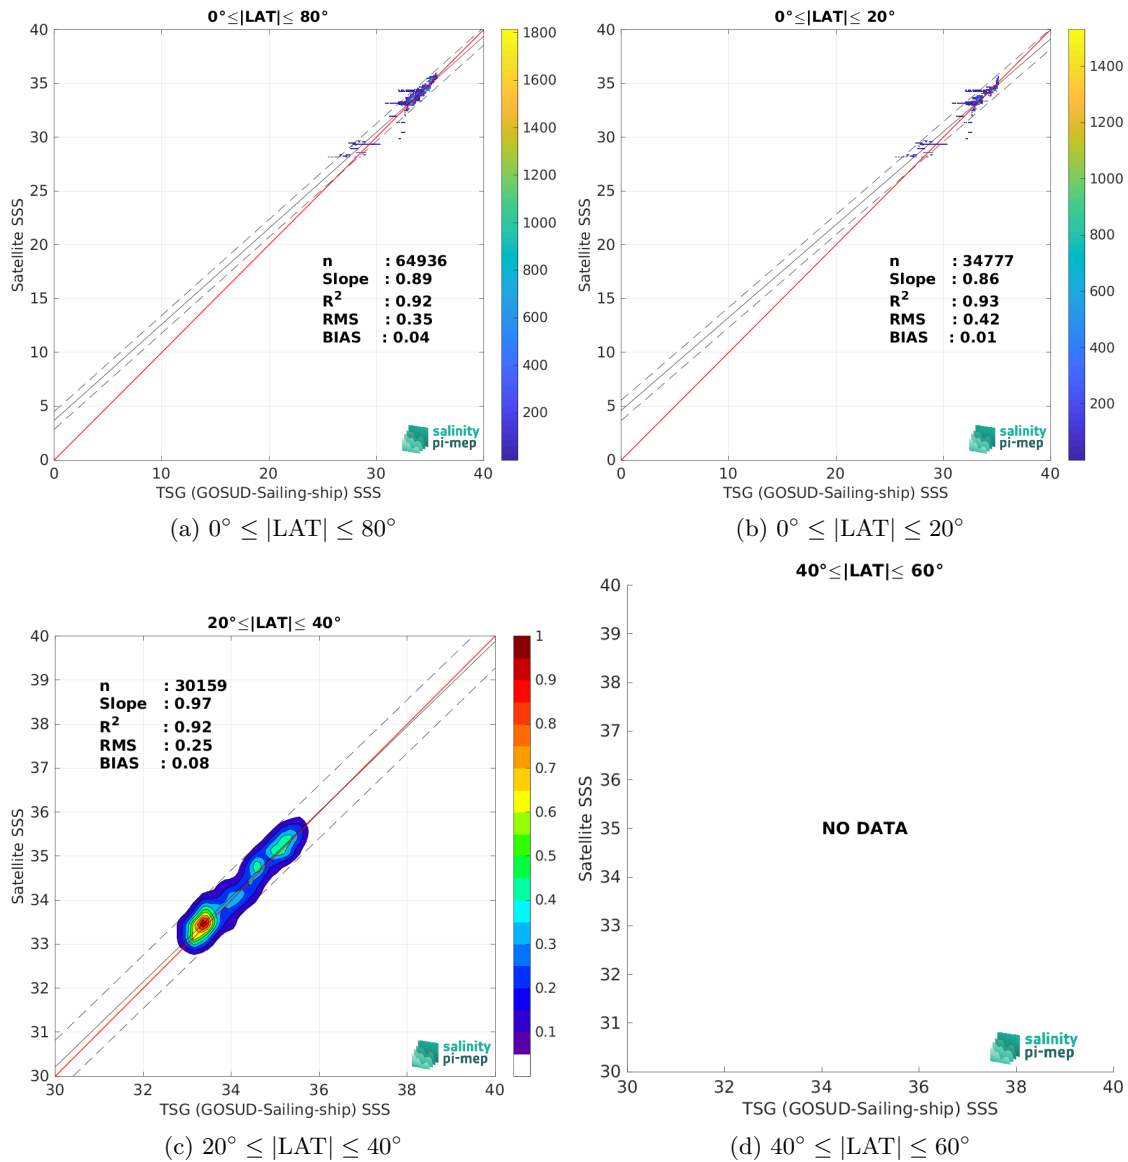 0°≤|LAT|≤ 80°
Satellite SSS
40
35
30
25
20
15
10
5
0
n : 64936
Slope : 0.89
R2 : 0.92
RMS : 0.35
BIAS : 0.04
salinity
pi-mep
0 10 20 30 40
TSG (GOSUD-Sailing-ship) SSS
1800
1600
1400
1200
1000
800
600
400
200
(a) 0° ≤ |LAT| ≤ 80°
0°≤|LAT|≤ 20°
Satellite SSS
40
35
30
25
20
15
10
5
0
n : 34777
Slope : 0.86
R2 : 0.93
RMS : 0.42
BIAS : 0.01
salinity
pi-mep
0 10 20 30 40
TSG (GOSUD-Sailing-ship) SSS
1400
1200
1000
800
600
400
200
(b) 0° ≤ |LAT| ≤ 20°
20°≤|LAT|≤ 40°
Satellite SSS
40
39
38
37
36
35
34
33
32
31
30
n : 30159
Slope : 0.97
R2 : 0.92
RMS : 0.25
BIAS : 0.08
salinity
pi-mep
30 32 34 36 38 40
TSG (GOSUD-Sailing-ship) SSS
1
0.9
0.8
0.7
0.6
0.5
0.4
0.3
0.2
0.1
(c) 20° ≤ |LAT| ≤ 40°
40°≤|LAT|≤ 60°
Satellite SSS
40
39
38
37
36
35
34
33
32
31
30
NO DATA
salinity
pi-mep
30 32 34 36 38 40
TSG (GOSUD-Sailing-ship) SSS
(d) 40° ≤ |LAT| ≤ 60°